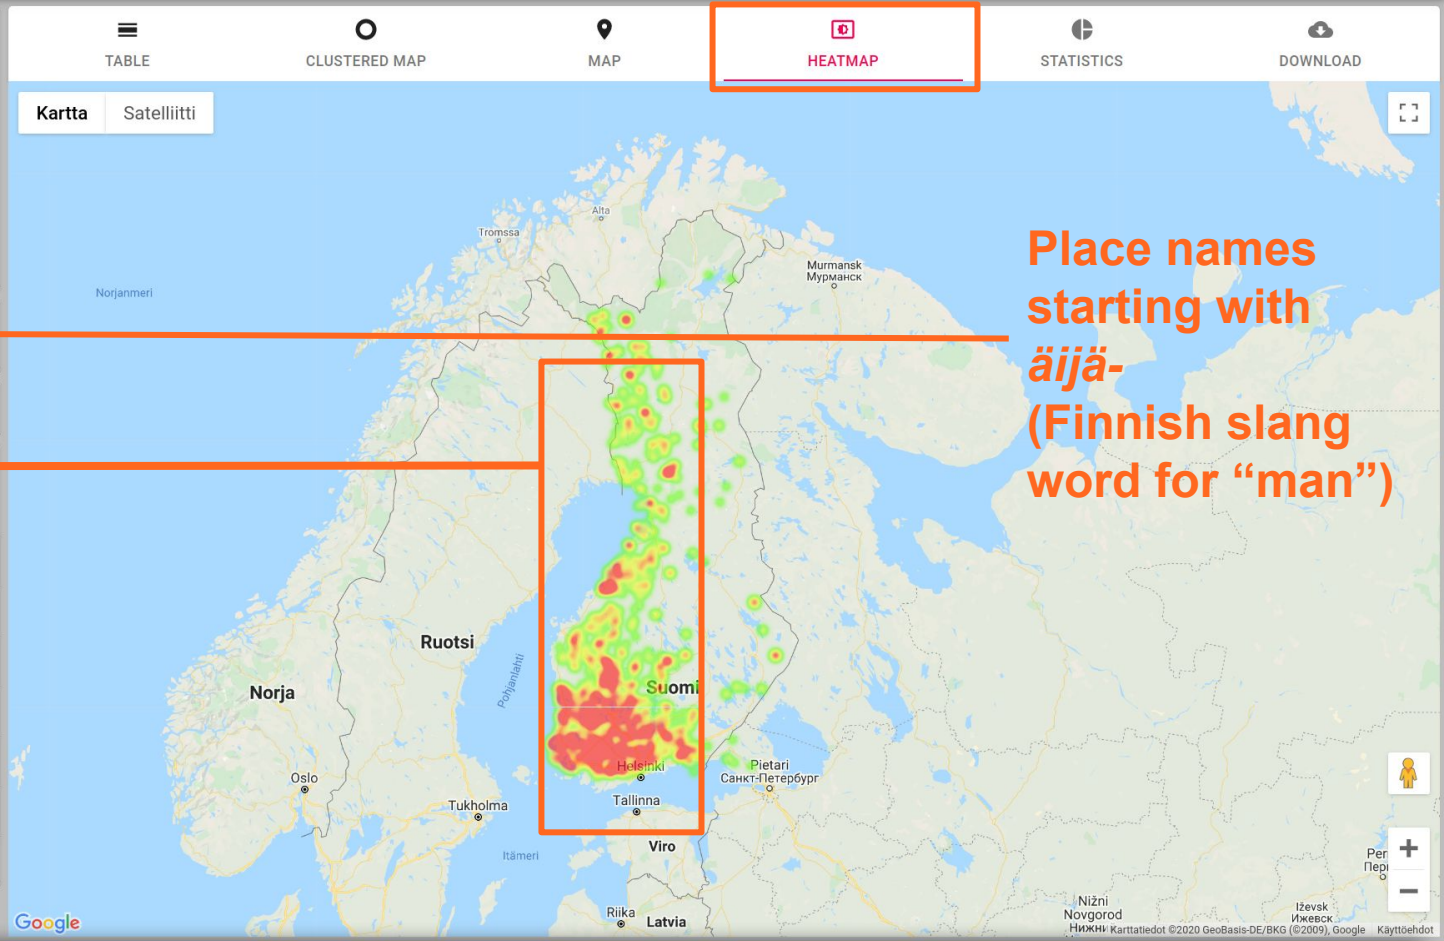 TABLE
CLUSTERED MAP
MAP
HEATMAP
STATISTICS
DOWNLOAD
Kartta
Satelliitti
Alta
Tromssa
Murmansk
Мурманск
Norjanmeri
Place names
starting with
äijä-
(Finnish slang
word for “man”)
Ruotsi
Norja
Pohjanlahti
Suomi
Helsinki
Oslo
Pietari
Санкт-Петербург
Tukholma
Tallinna
Itämeri
Viro
Riika
Latvia
Nižni
Novgorod
Iževsk
Ижевск
Google
Karttatiedot ©2020 GeoBasis-DE/BKG (©2009), Google
Käyttöehdot